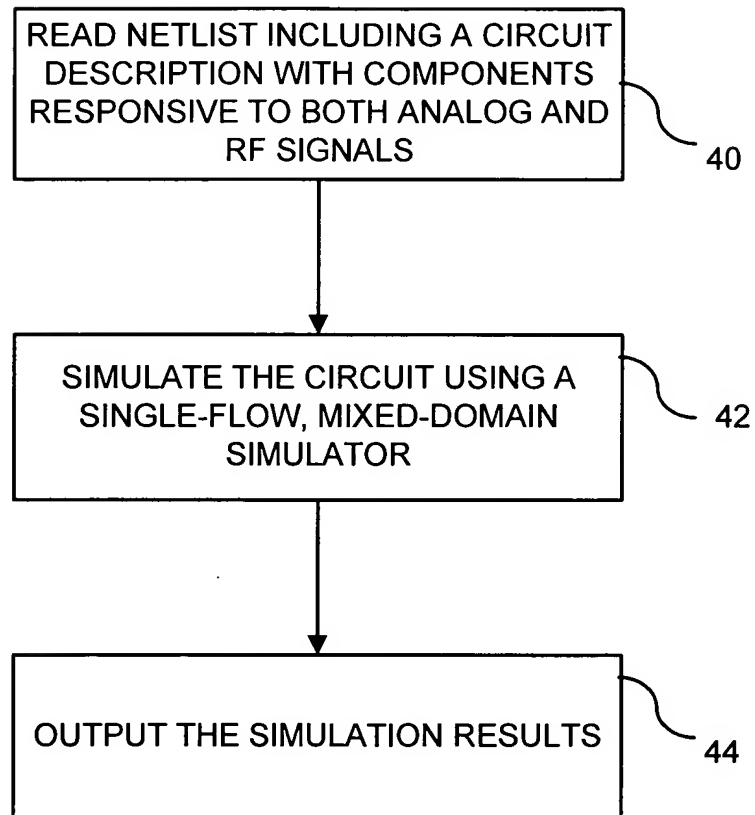 READ NETLIST INCLUDING A CIRCUIT
DESCRIPTION WITH COMPONENTS
RESPONSIVE TO BOTH ANALOG AND
RF SIGNALS
40
SIMULATE THE CIRCUIT USING A
SINGLE-FLOW, MIXED-DOMAIN
SIMULATOR
42
OUTPUT THE SIMULATION RESULTS
44